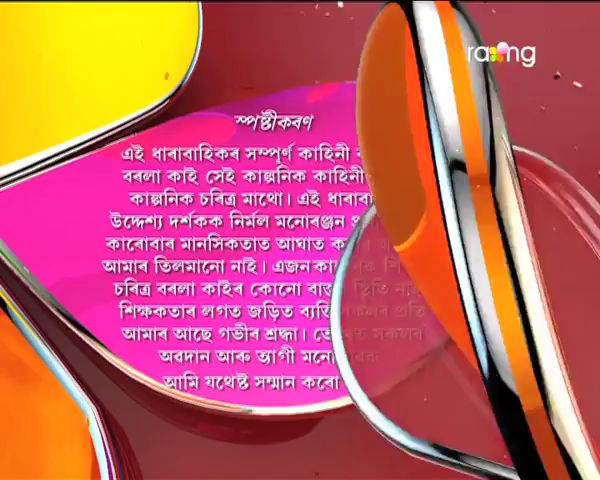 rang
স্পষ্টীকৰণ
এই ধাৰাবাহিকৰ সম্পূৰ্ণ কাহিনী
বৰলা কাই সেই কাল্পনিক কাহিনী
কাল্পনিক চৰিত্ৰ মাথো। এই
উদ্দেশ্য দৰ্শকক নিৰ্মল মনোৰঞ্জন
কাৰোবাৰ মানসিকতাত আঘাত
আমাৰ তিলমানো নাই। এজন
চৰিত্ৰ বৰলা কাইৰ কোনো
শিক্ষকতাৰ লগত জড়িত
আমাৰ আছে গভীৰ শ্ৰদ্ধা।
অৱদান আৰু ত্যাগী
আমি যথেষ্ট সন্মান কৰো